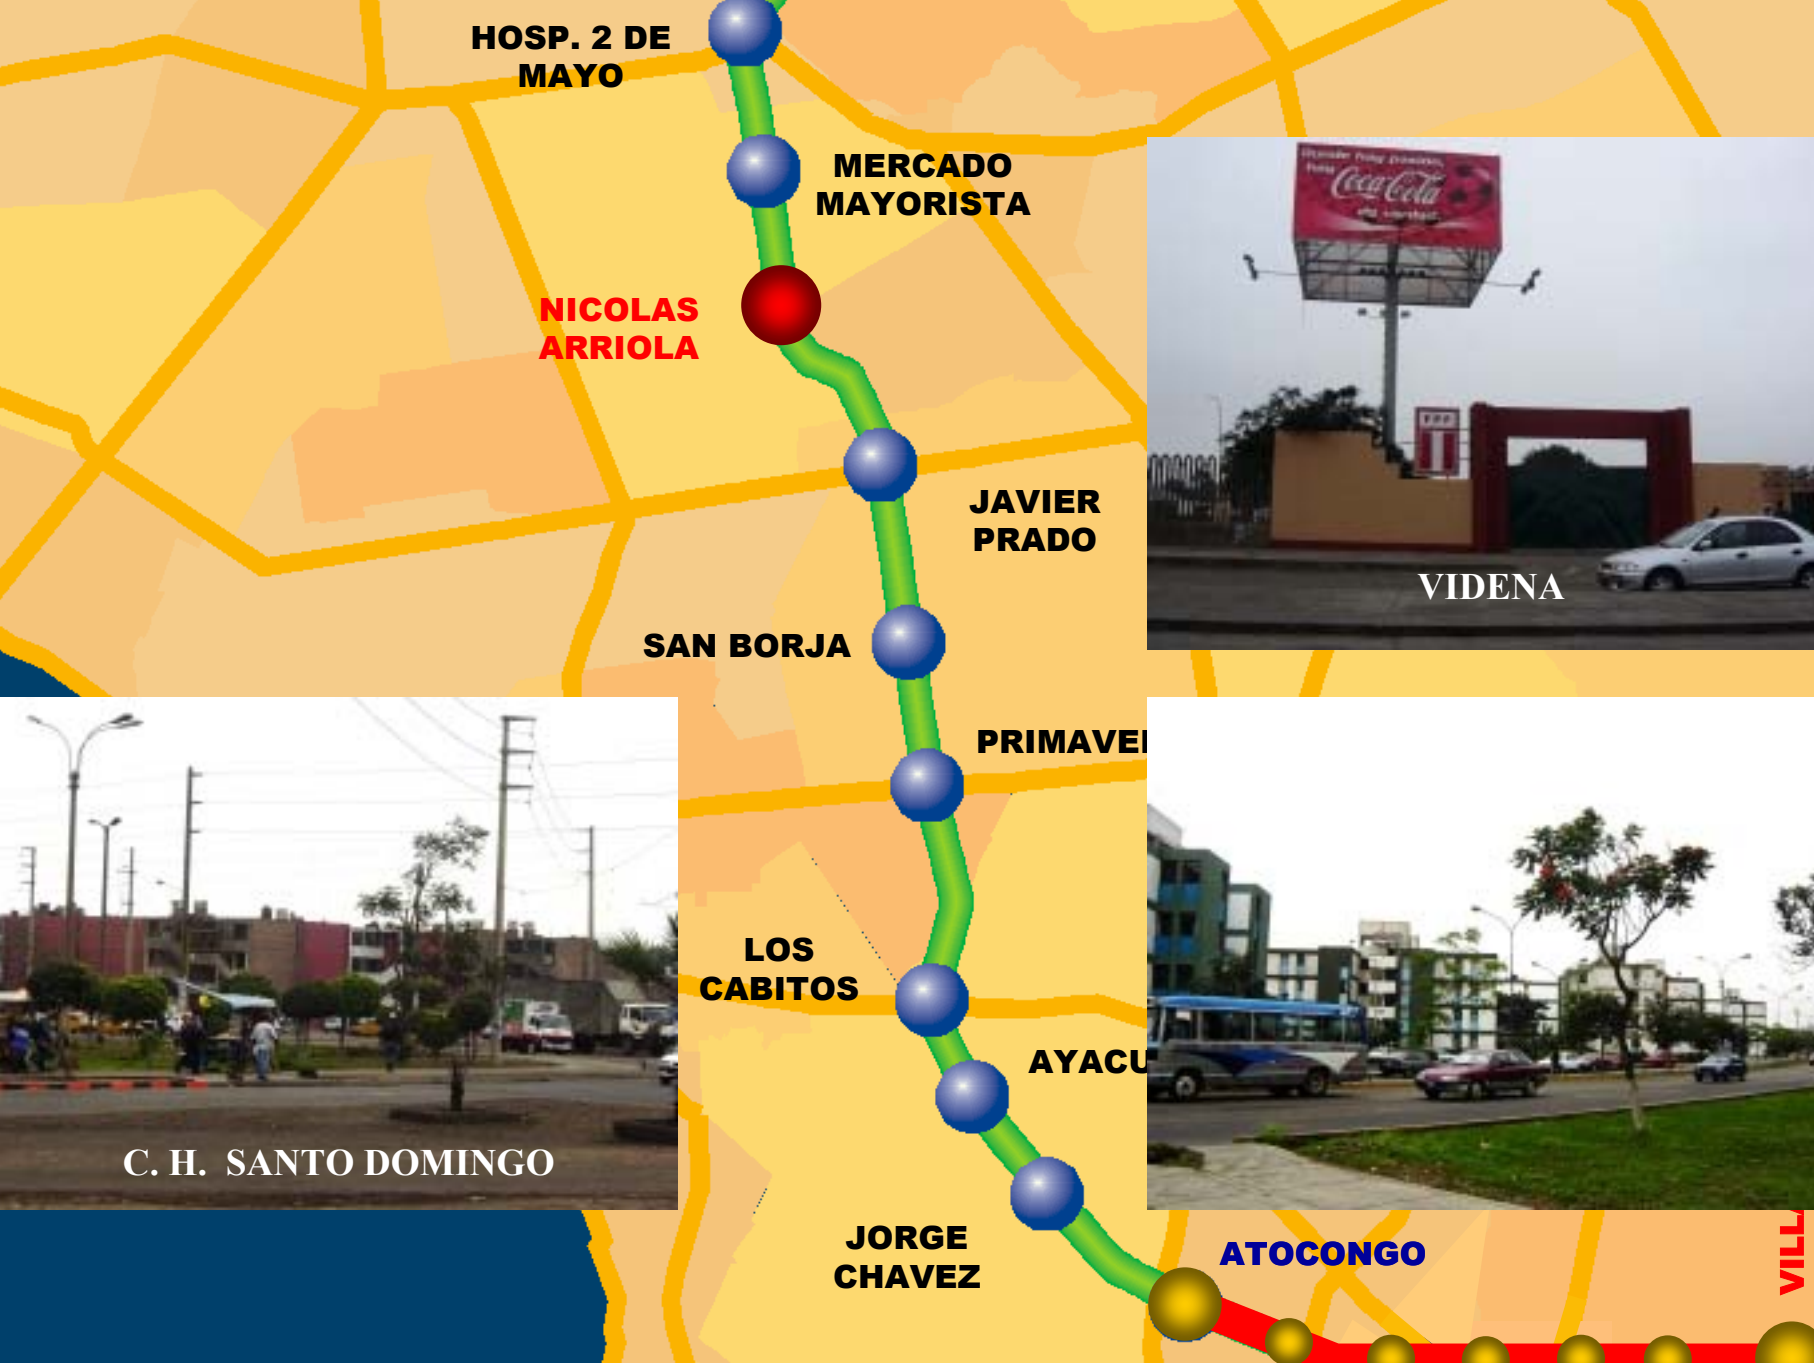 HOSP. 2 DE
MAYO
MERCADO
MAYORISTA
Coca-Cola
NICOLAS
ARRIOLA
JAVIER
PRADO
VIDENA
SAN BORJA
PRIMAVE
LOS
CABITOS
AYACU
C. H. SANTO DOMINGO
JORGE
CHAVEZ
ATOCONGO
VILL